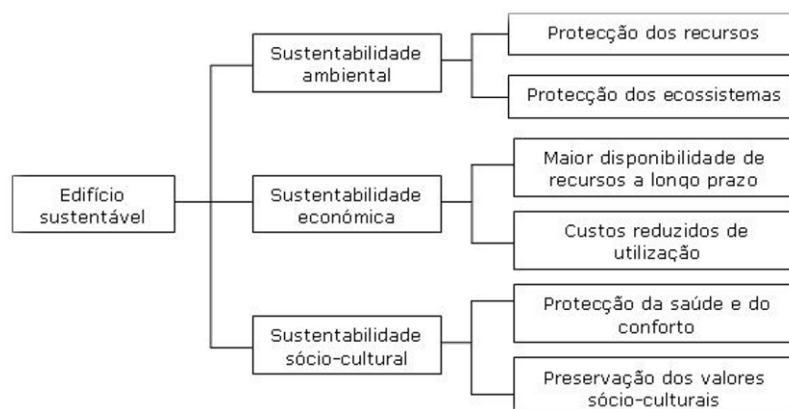 Edifício
sustentável
Sustentabilidade
ambiental
Protecção dos recursos
Protecção dos ecossistemas
Sustentabilidade
económica
Maior disponibilidade de
recursos a longo prazo
Custos reduzidos de
utilização
Sustentabilidade
sócio-cultural
Protecção da saúde e do
conforto
Preservação dos valores
sócio-culturais